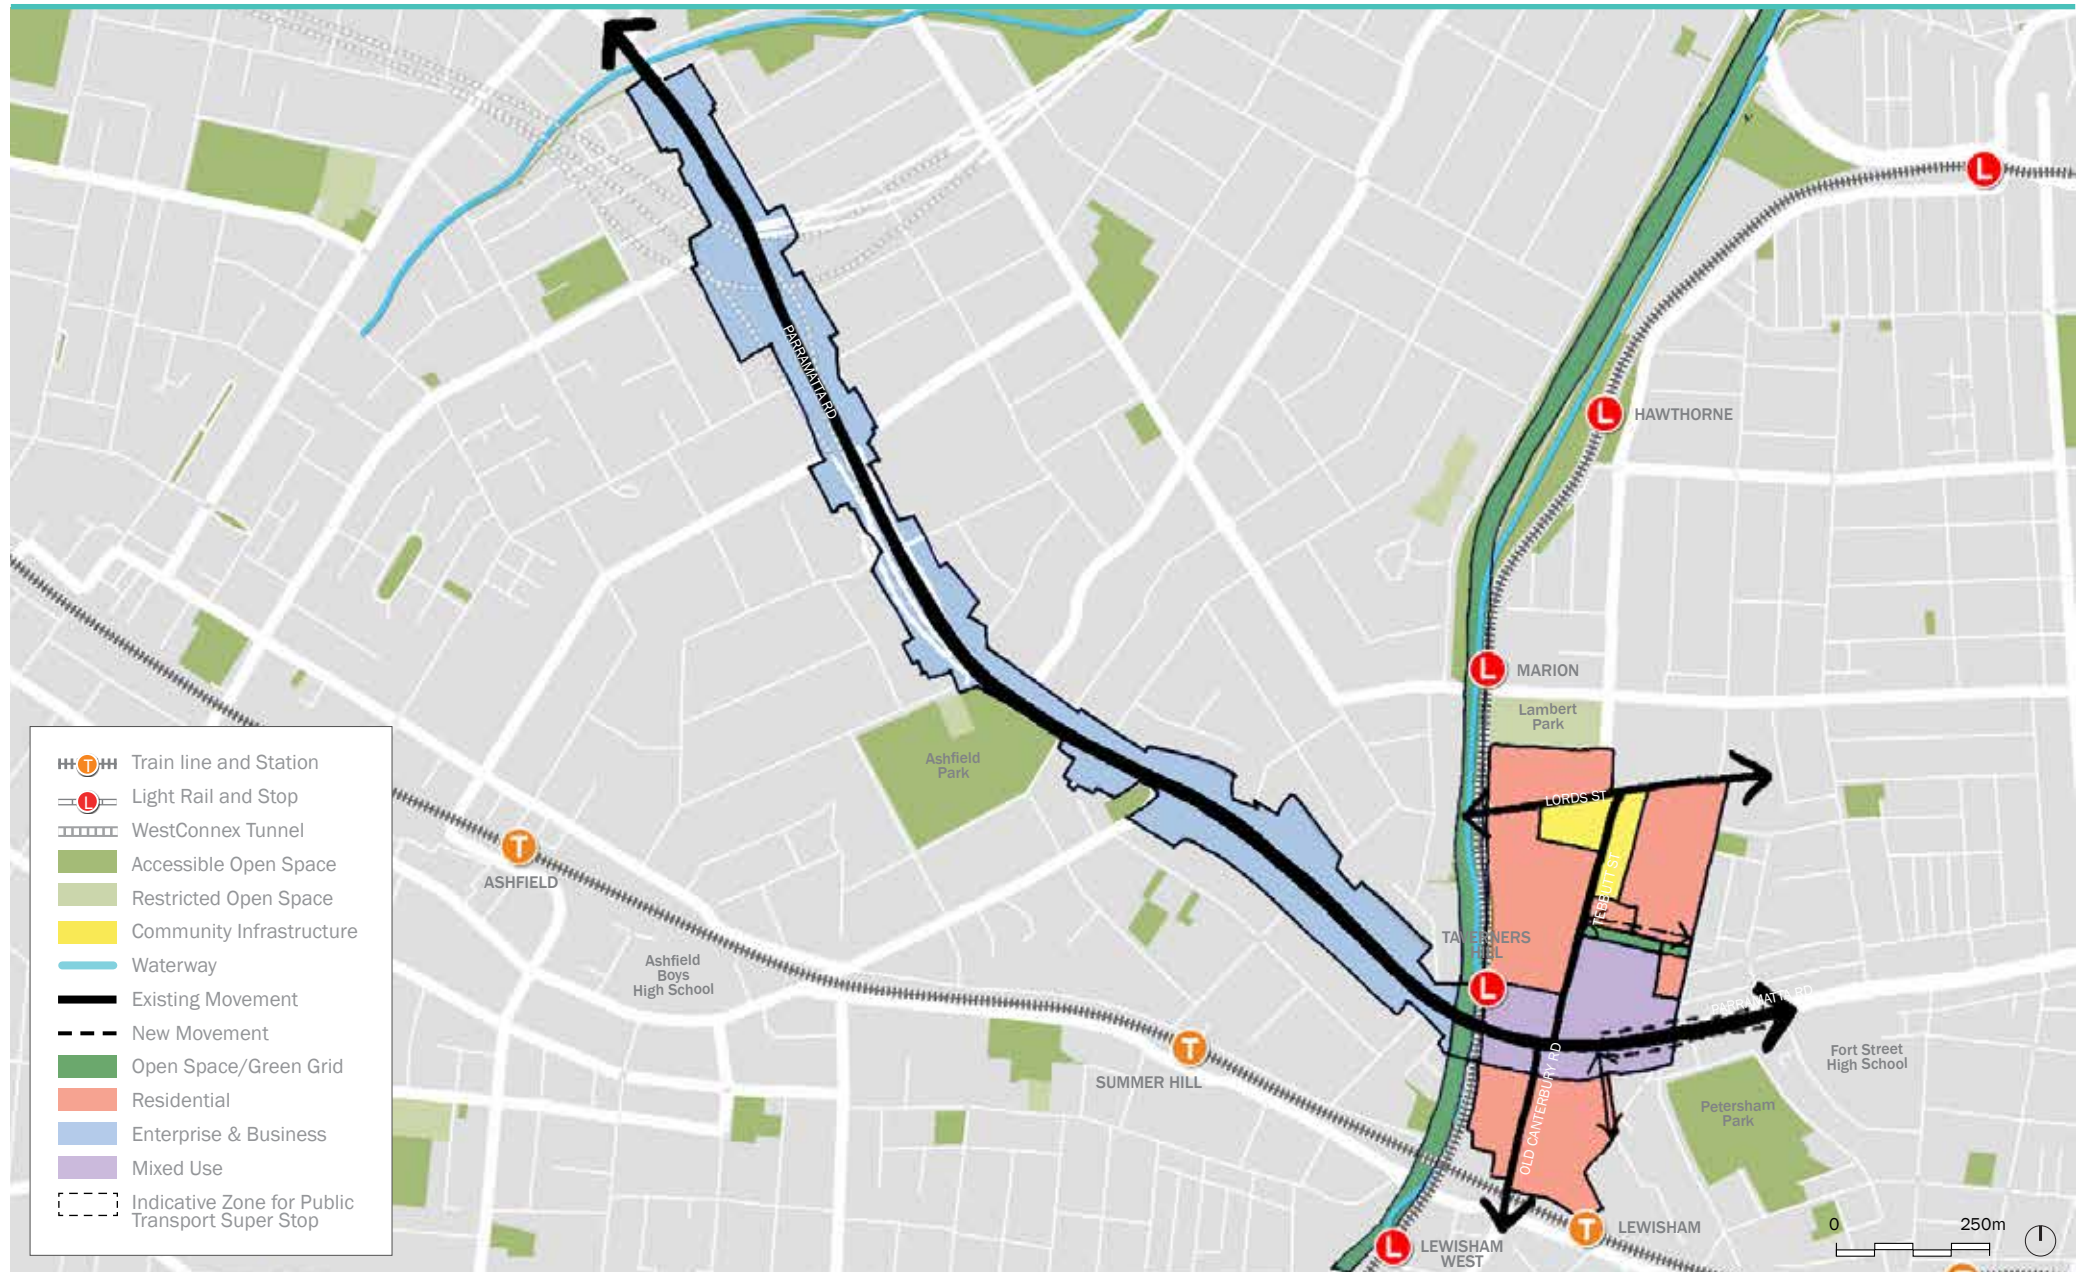 PARRAMATTA RD
L
L
HAWTHORNE
L
MARION
Lambert
Park
Ashfield
Park
LORDS ST
TEBBUTT ST
T
ASHFIELD
Ashfield
Boys
High School
TAVERNERS
HILL
L
PARRAMATTA RD
T
SUMMER HILL
OLD CANTERBURY RD
Fort Street
High School
Petersham
Park
T
LEWISHAM
L
LEWISHAM
WEST
T
Train line and Station
L
Light Rail and Stop
WestConnex Tunnel
Accessible Open Space
Restricted Open Space
Community Infrastructure
Waterway
Existing Movement
New Movement
Open Space/Green Grid
Residential
Enterprise & Business
Mixed Use
Indicative Zone for Public
Transport Super Stop
0 250m